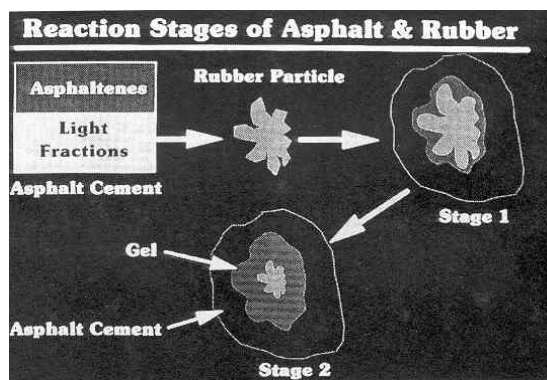 Reaction Stages of Asphalt & Rubber
Asphaltenes
Light
Fractions
Asphalt Cement
Rubber Particle
Stage 1
Gel
Asphalt Cement
Stage 2